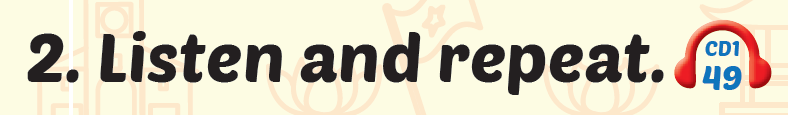 2. Listen and repeat.
CD1
49